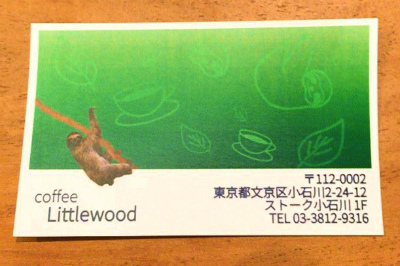 coffee
Littlewood
〒112-0002
東京都文京区小石川2-24-12
ストーク小石川 1F
TEL 03-3812-9316